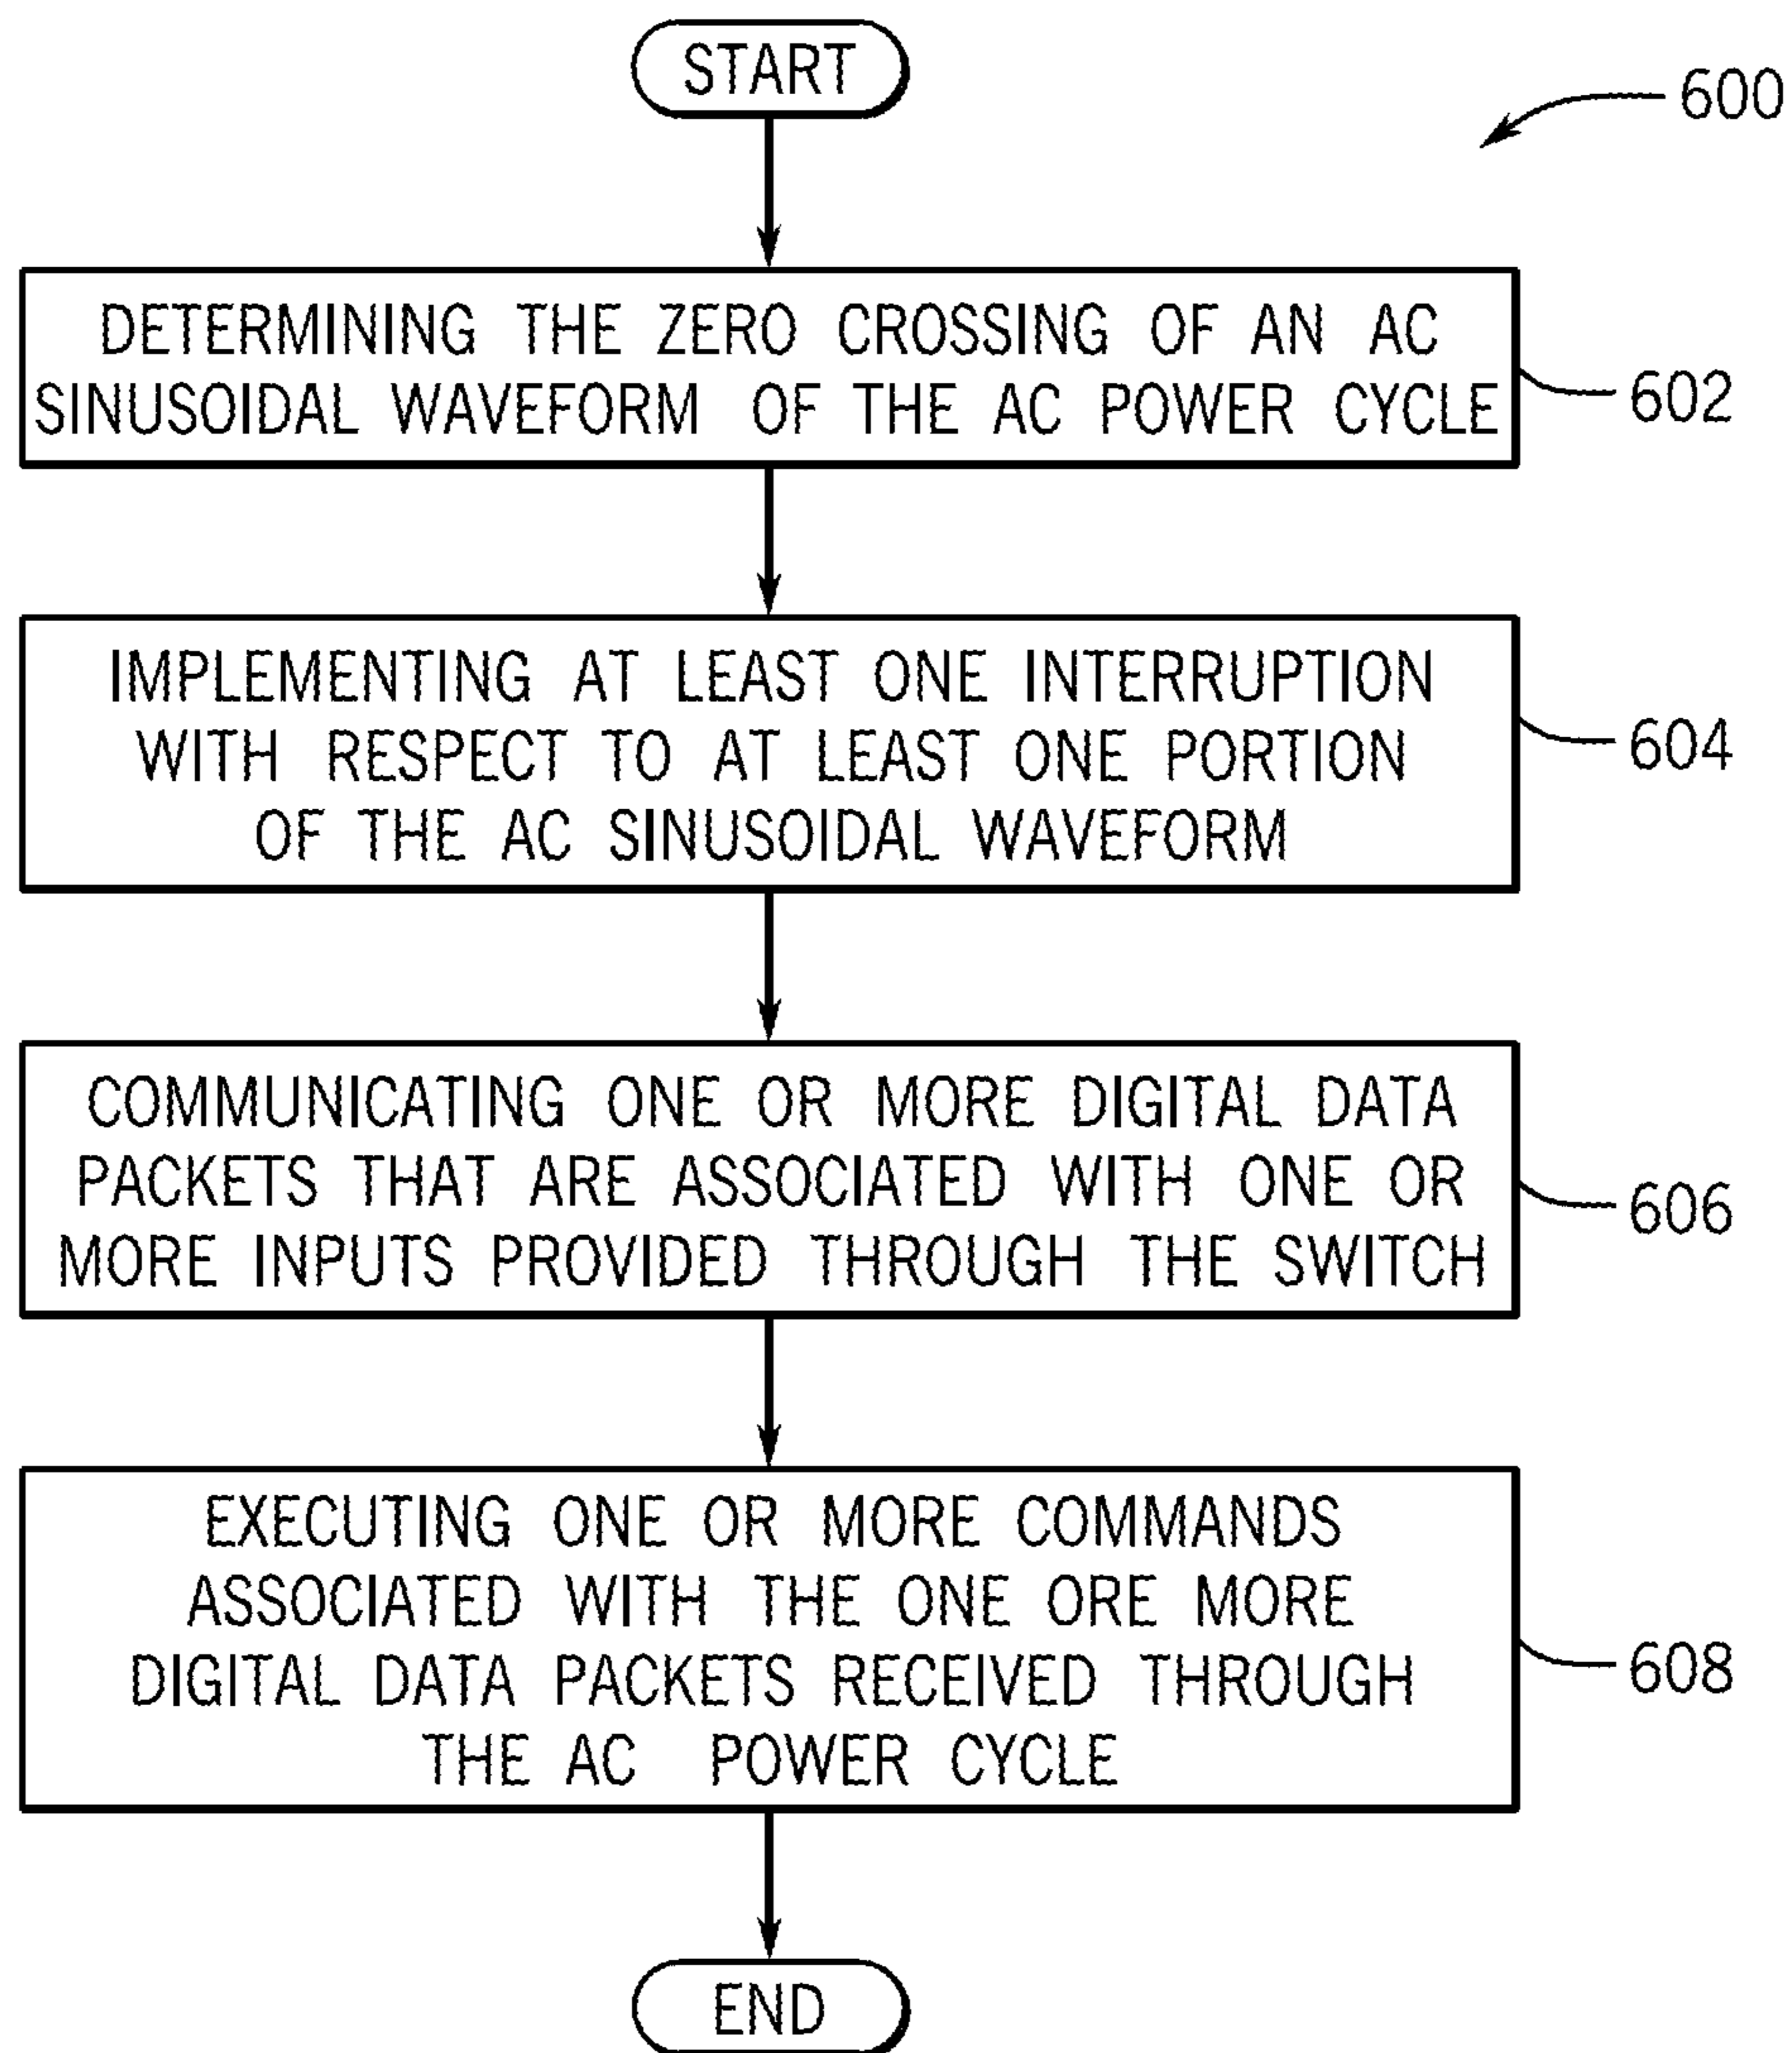 START
600
DETERMINING THE ZERO CROSSING OF AN AC
SINUSOIDAL WAVEFORM OF THE AC POWER CYCLE
602
IMPLEMENTING AT LEAST ONE INTERRUPTION
WITH RESPECT TO AT LEAST ONE PORTION
OF THE AC SINUSOIDAL WAVEFORM
604
COMMUNICATING ONE OR MORE DIGITAL DATA
PACKETS THAT ARE ASSOCIATED WITH ONE OR
MORE INPUTS PROVIDED THROUGH THE SWITCH
606
EXECUTING ONE OR MORE COMMANDS
ASSOCIATED WITH THE ONE ORE MORE
DIGITAL DATA PACKETS RECEIVED THROUGH
THE AC POWER CYCLE
608
END